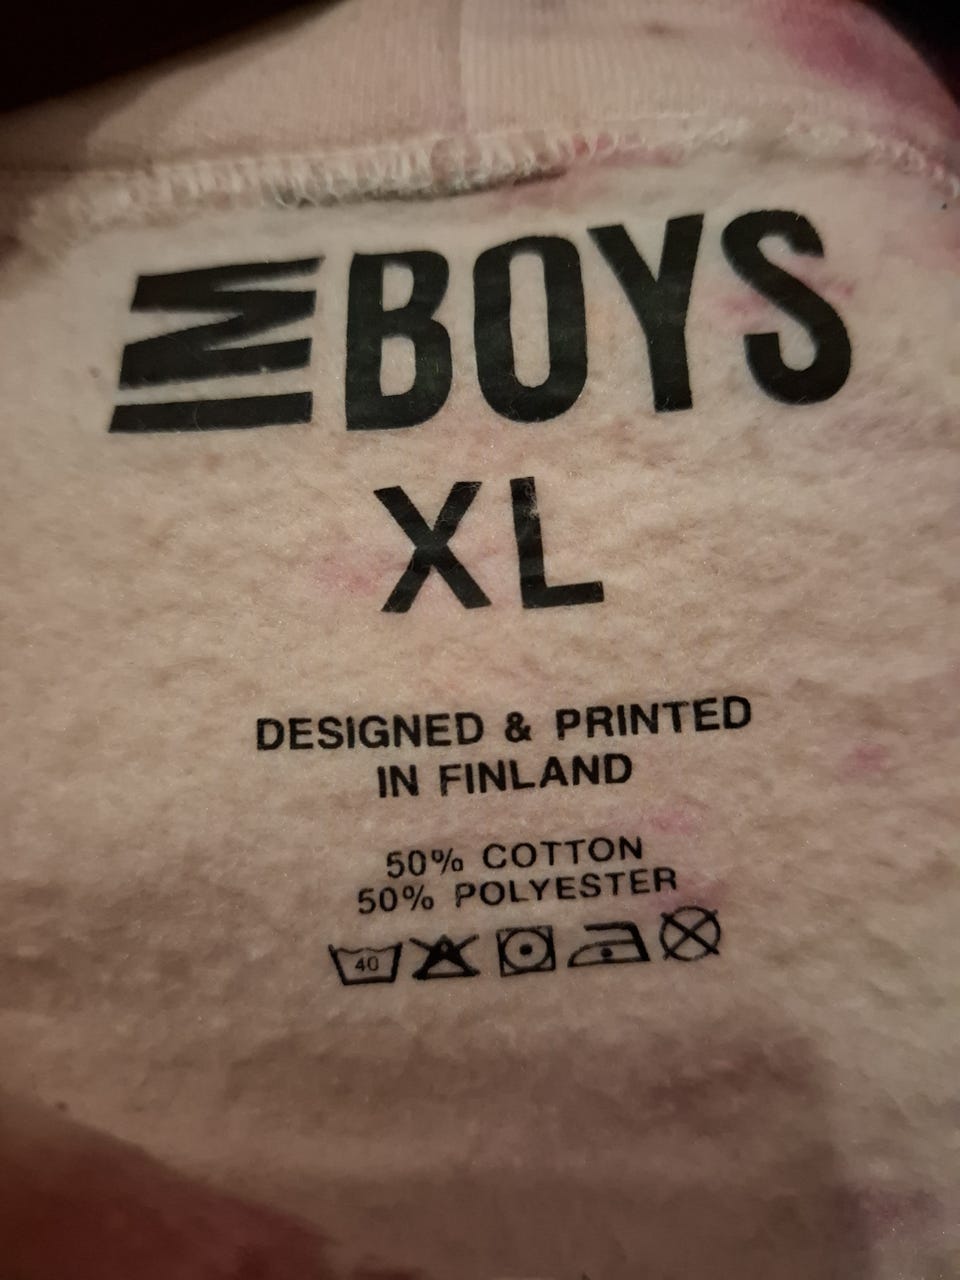 BOYS
XL
DESIGNED & PRINTED
IN FINLAND
50% COTTON
50% POLYESTER
40